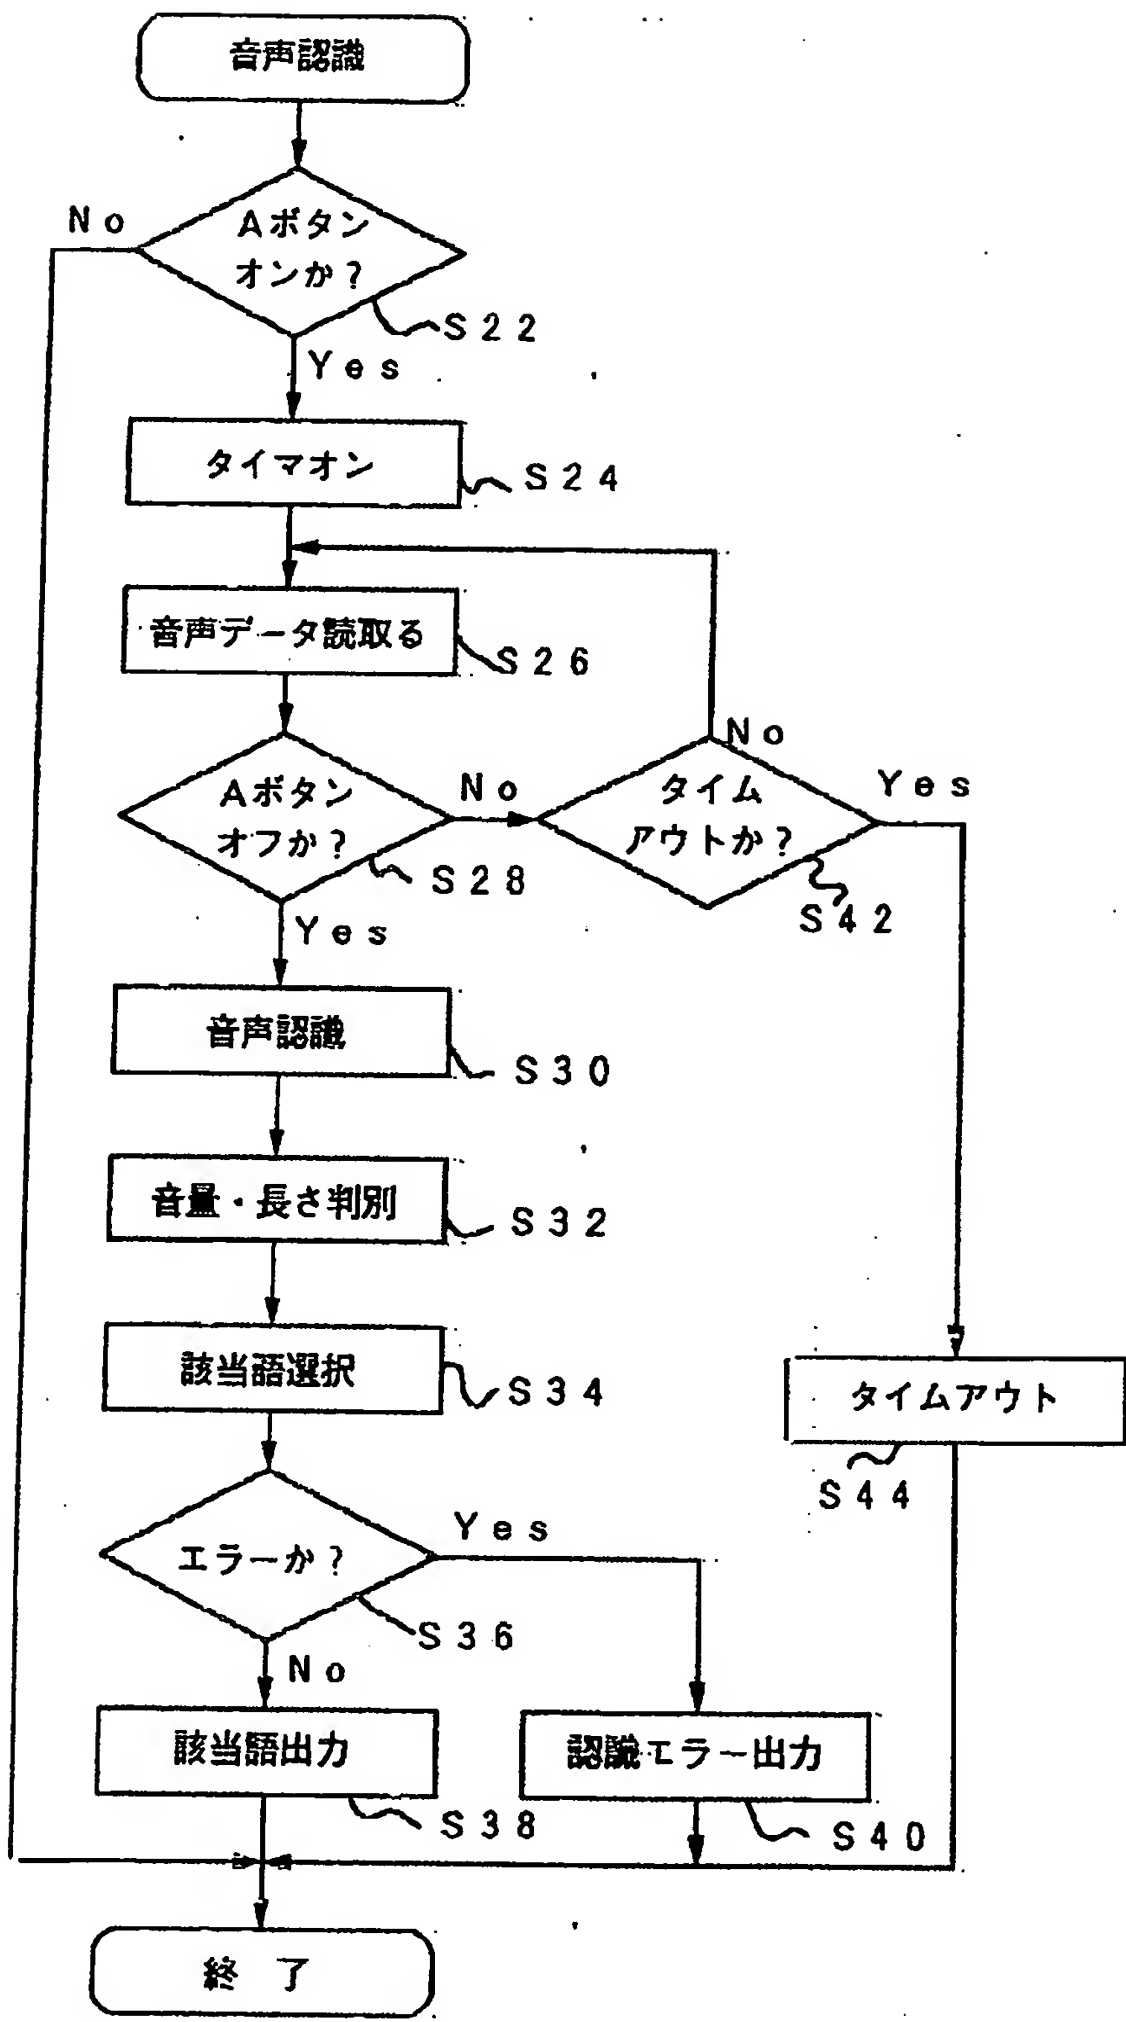 音声認識
No
Aボタン
オンか?
S22
Yes
タイマオン
S24
音声データ読取る
S26
No
Aボタン
オフか?
No
タイム
アウトか?
Yes
S28
S42
Yes
音声認識
S30
音量・長さ判別
S32
該当語選択
S34
タイムアウト
S44
エラーか?
Yes
S36
No
該当語出力
認識エラー出力
S38
S40
終 了